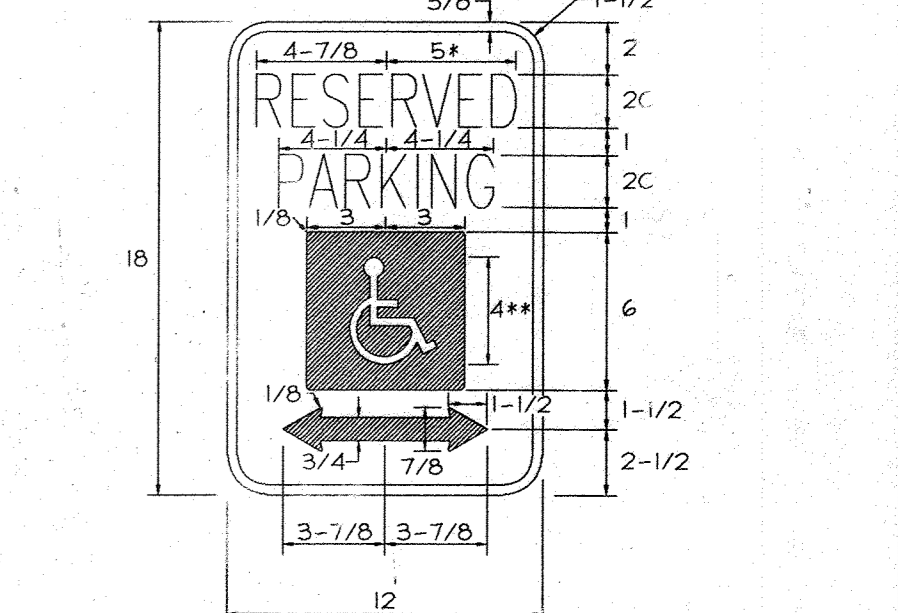 3/8
1-1/2
4-7/8 5* 2
RESERVED 2C
4-1/4 4-1/4 1
PARKING 2C
1/8 3 3 1
18
4** 6
1/8 1-1/2 1-1/2
3/4 7/8 2-1/2
3-7/8 3-7/8
12